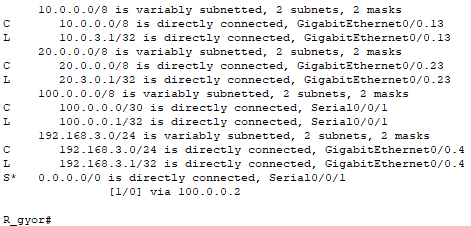 10.0.0.0/8 is variably subnetted, 2 subnets, 2 masks
C 10.0.0.0/8 is directly connected, GigabitEthernet0/0.13
L 10.0.3.1/32 is directly connected, GigabitEthernet0/0.13
20.0.0.0/8 is variably subnetted, 2 subnets, 2 masks
C 20.0.0.0/8 is directly connected, GigabitEthernet0/0.23
L 20.3.0.1/32 is directly connected, GigabitEthernet0/0.23
100.0.0.0/8 is variably subnetted, 2 subnets, 2 masks
C 100.0.0.0/30 is directly connected, Serial0/0/1
L 100.0.0.1/32 is directly connected, Serial0/0/1
192.168.3.0/24 is variably subnetted, 2 subnets, 2 masks
C 192.168.3.0/24 is directly connected, GigabitEthernet0/0.4
L 192.168.3.1/32 is directly connected, GigabitEthernet0/0.4
S* 0.0.0.0/0 is directly connected, Serial0/0/1
[1/0] via 100.0.0.2
R_gyor#